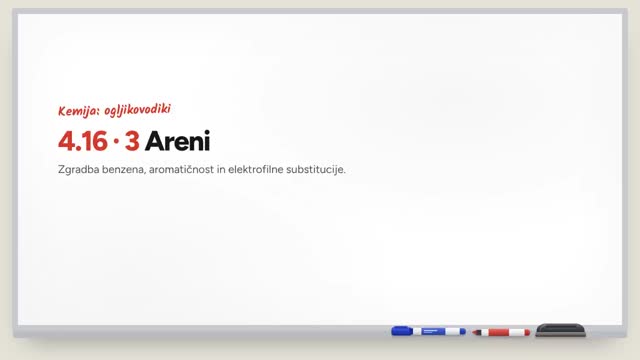 Kemija: ogljikovodiki
4.16 · 3 Areni
Zgradba benzena, aromatičnost in elektrofilne substitucije.